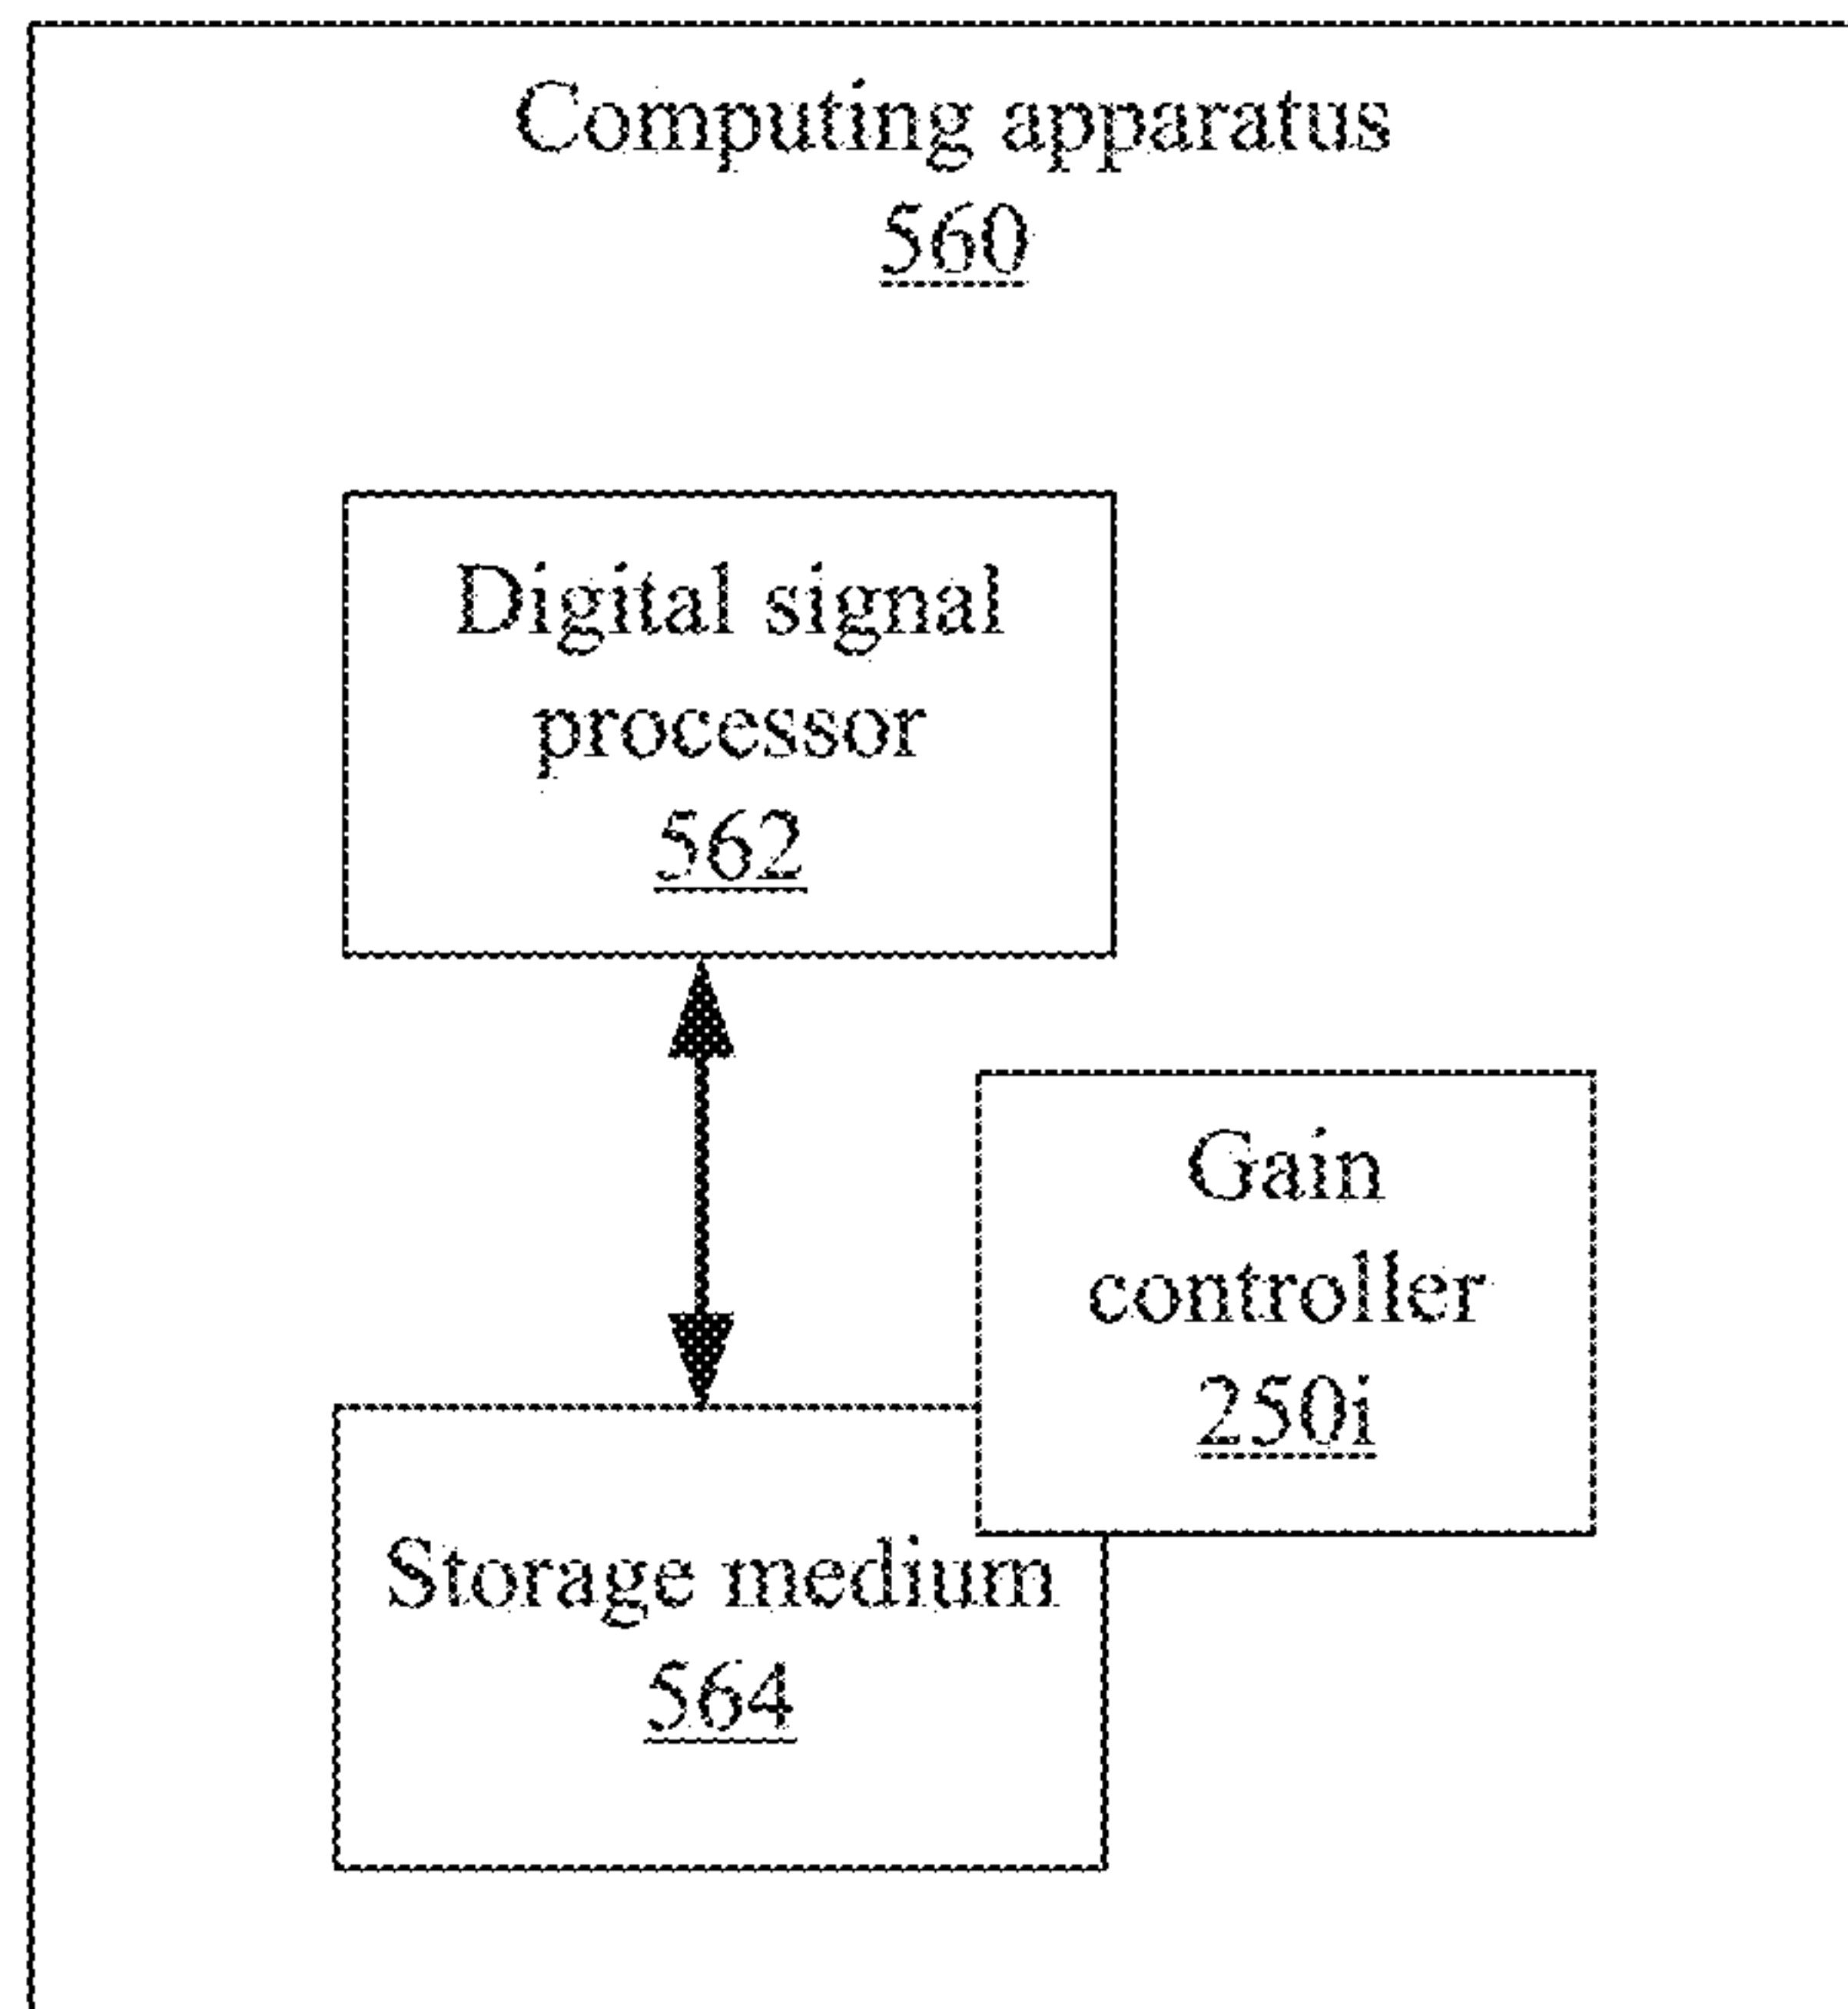 Computing apparatus
560
Digital signal
processor
562
Gain
controller
250i
Storage medium
564